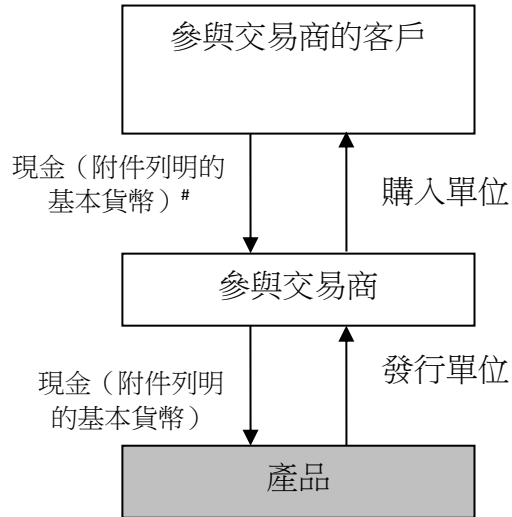 參與交易商的客戶
現金（附件列明的
基本貨幣）#
購入單位
參與交易商
現金（附件列明
的基本貨幣）
發行單位
產品